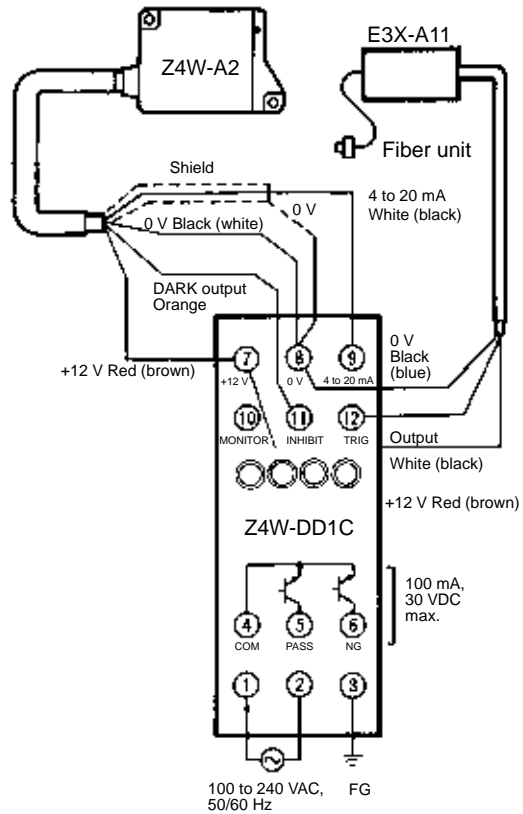 E3X-A11
Z4W-A2
Fiber unit
Shield
4 to 20 mA
White (black)
0 V
0 V Black (white)
DARK output
Orange
0 V
Black
(blue)
+12 V Red (brown)
7
8
9
+12 V
0 V
4 to 20 mA
10
11
12
MONITOR
INHIBIT
TRIG
Output
White (black)
+12 V Red (brown)
Z4W-DD1C
100 mA,
30 VDC
max.
4
5
6
COM
PASS
NG
1
2
3
100 to 240 VAC,
50/60 Hz
FG